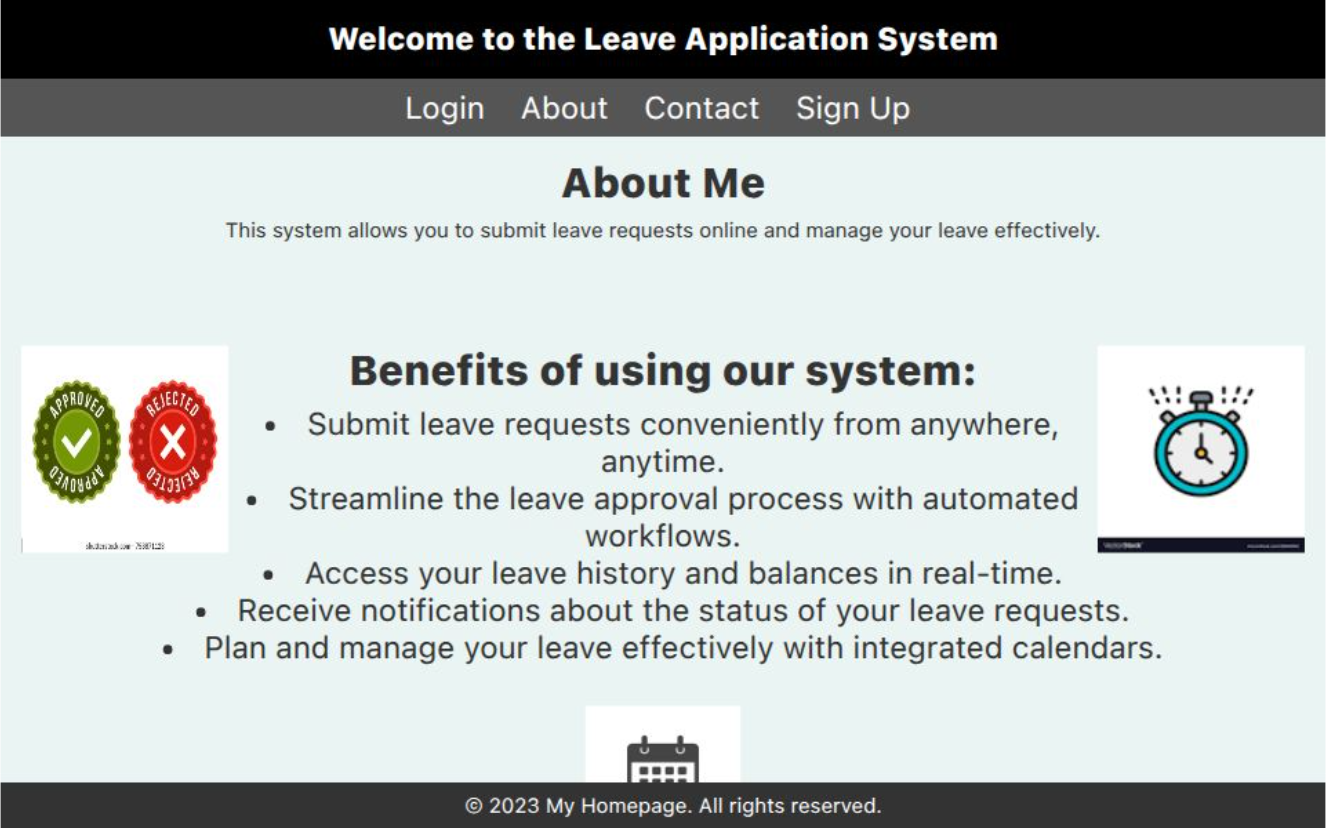 Welcome to the Leave Application System
Login About Contact Sign Up
About Me
This system allows you to submit leave requests online and manage your leave effectively.
Benefits of using our system:
• Submit leave requests conveniently from anywhere,
anytime.
• Streamline the leave approval process with automated
workflows.
• Access your leave history and balances in real-time.
• Receive notifications about the status of your leave requests.
• Plan and manage your leave effectively with integrated calendars.
APPROVED
APPROVED
REJECTED
REJECTED
VectorStock
© 2023 My Homepage. All rights reserved.